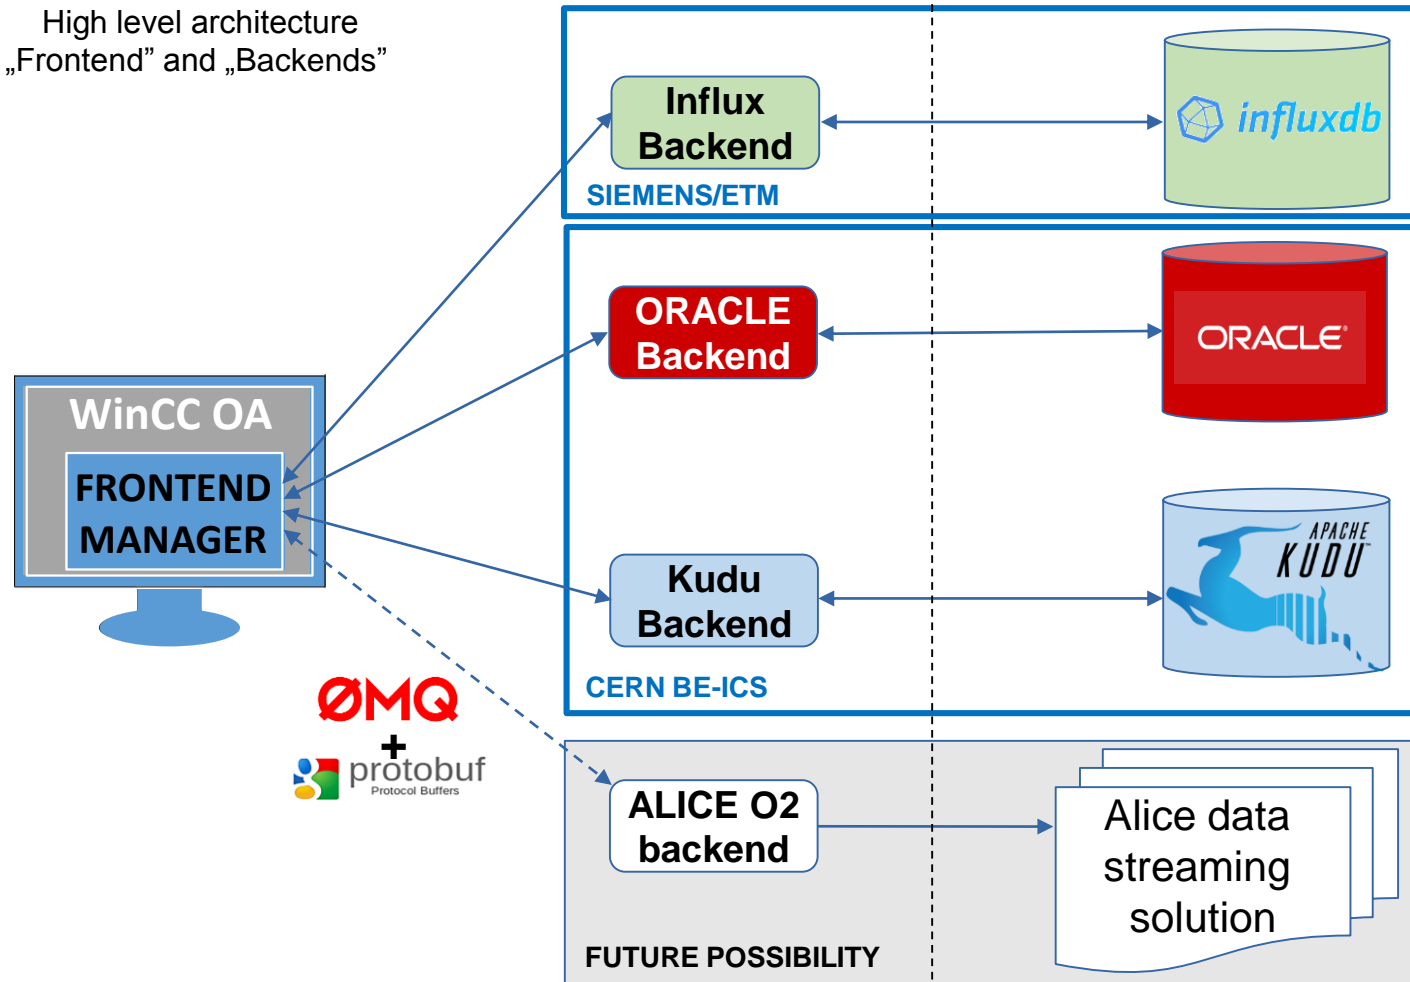 High level architecture
„Frontend” and „Backends”
Influx
Backend
influxdb
SIEMENS/ETM
ORACLE
Backend
ORACLE®
WinCC OA
FRONTEND
MANAGER
Kudu
Backend
APACHE
KUDU™
CERN BE-ICS
ØMQ
+
protobuf
Protocol Buffers
ALICE O2
backend
Alice data
streaming
solution
FUTURE POSSIBILITY